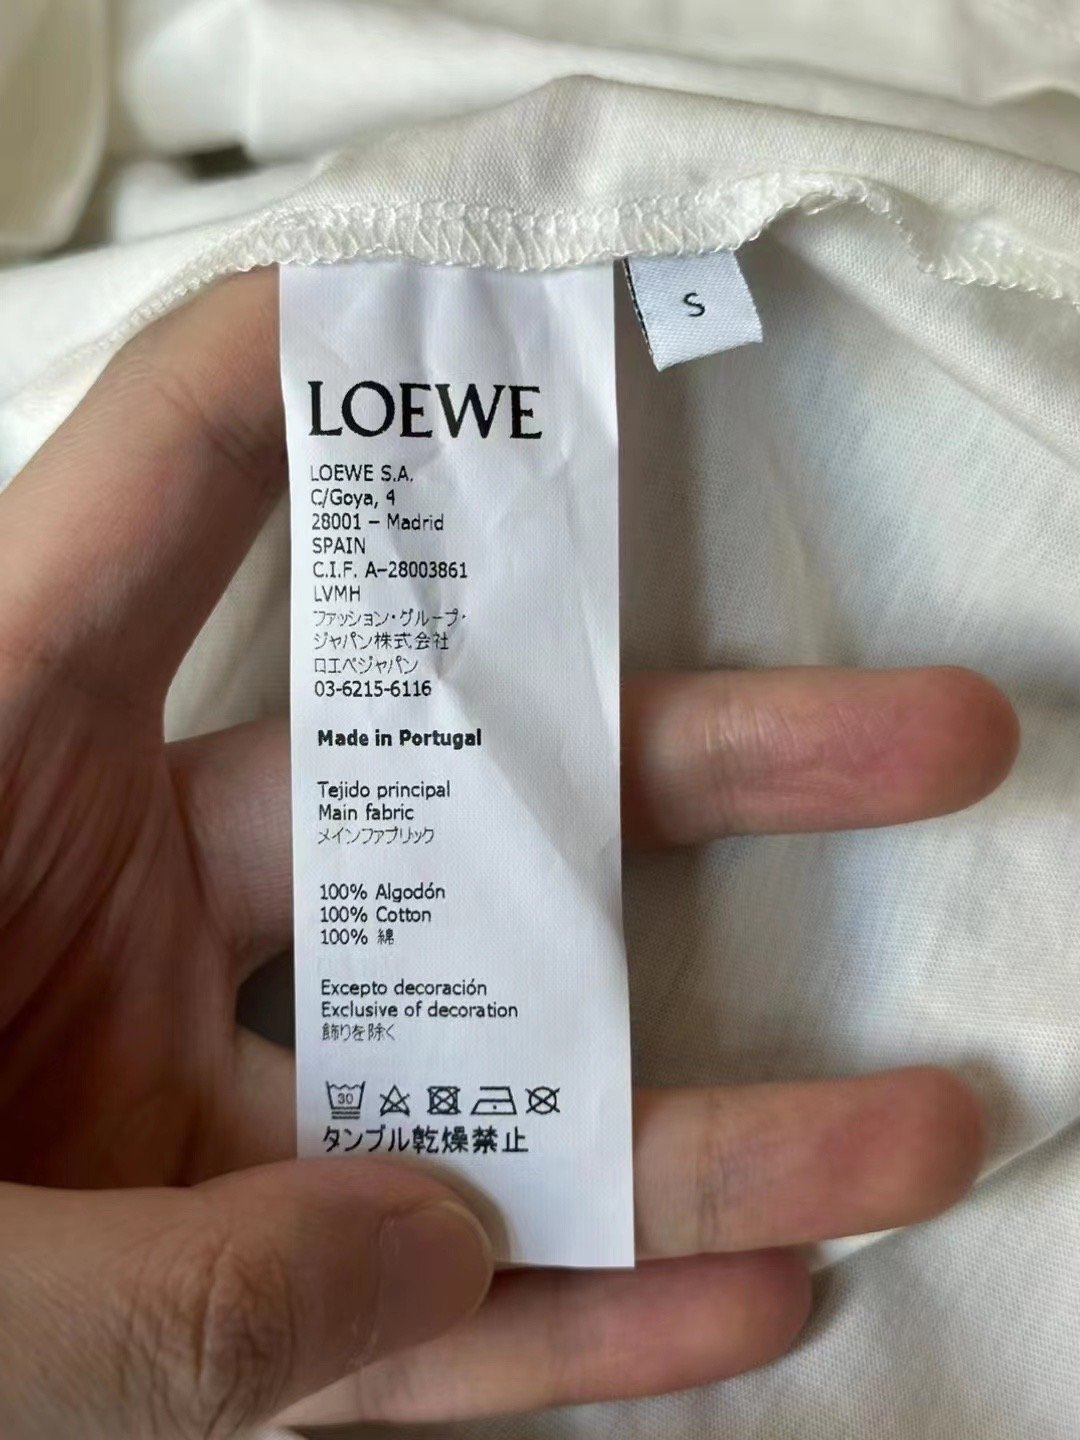 S
LOEWE
LOEWE S.A.
C/Goya, 4
28001 – Madrid
SPAIN
C.I.F. A–28003861
LVMH
ファッション・グループ・
ジャパン株式会社
ロエベジャパン
03-6215-6116
Made in Portugal
Tejido principal
Main fabric
メインファブリック
100% Algodón
100% Cotton
100% 綿
Excepto decoración
Exclusive of decoration
飾りを除く
30
タンブル乾燥禁止